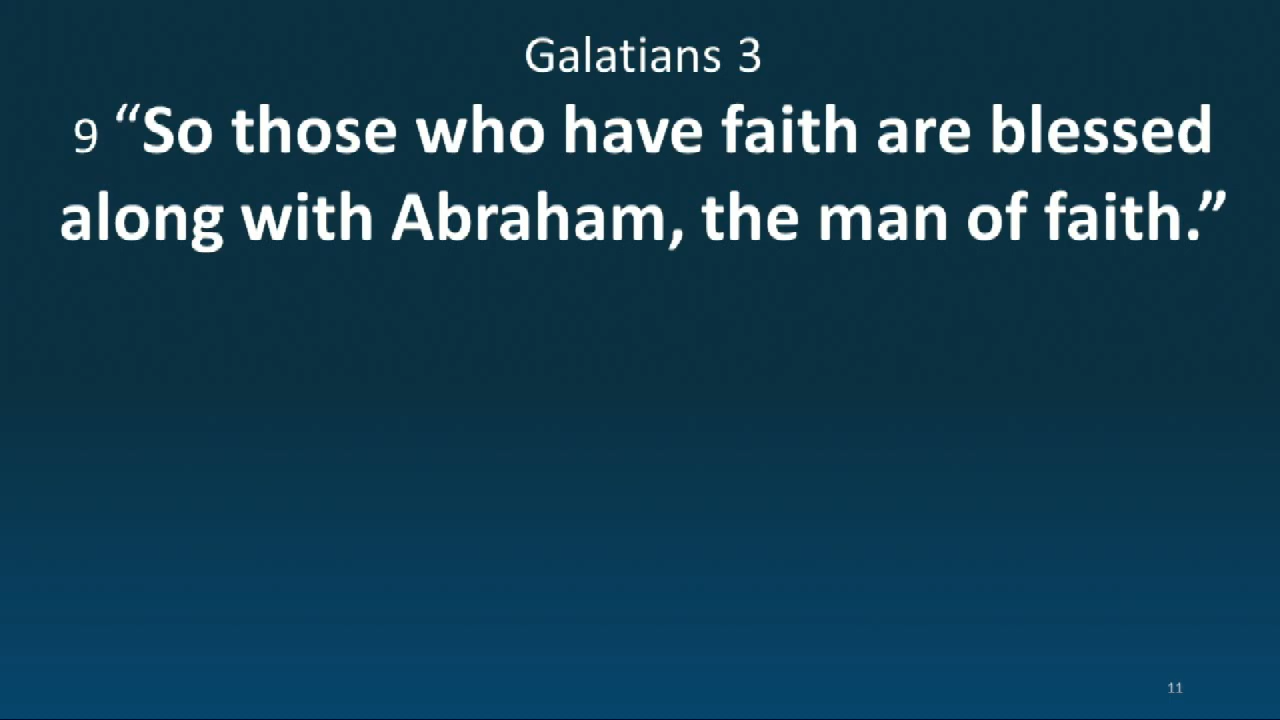 Galatians 3
9 “So those who have faith are blessed
along with Abraham, the man of faith.”
11